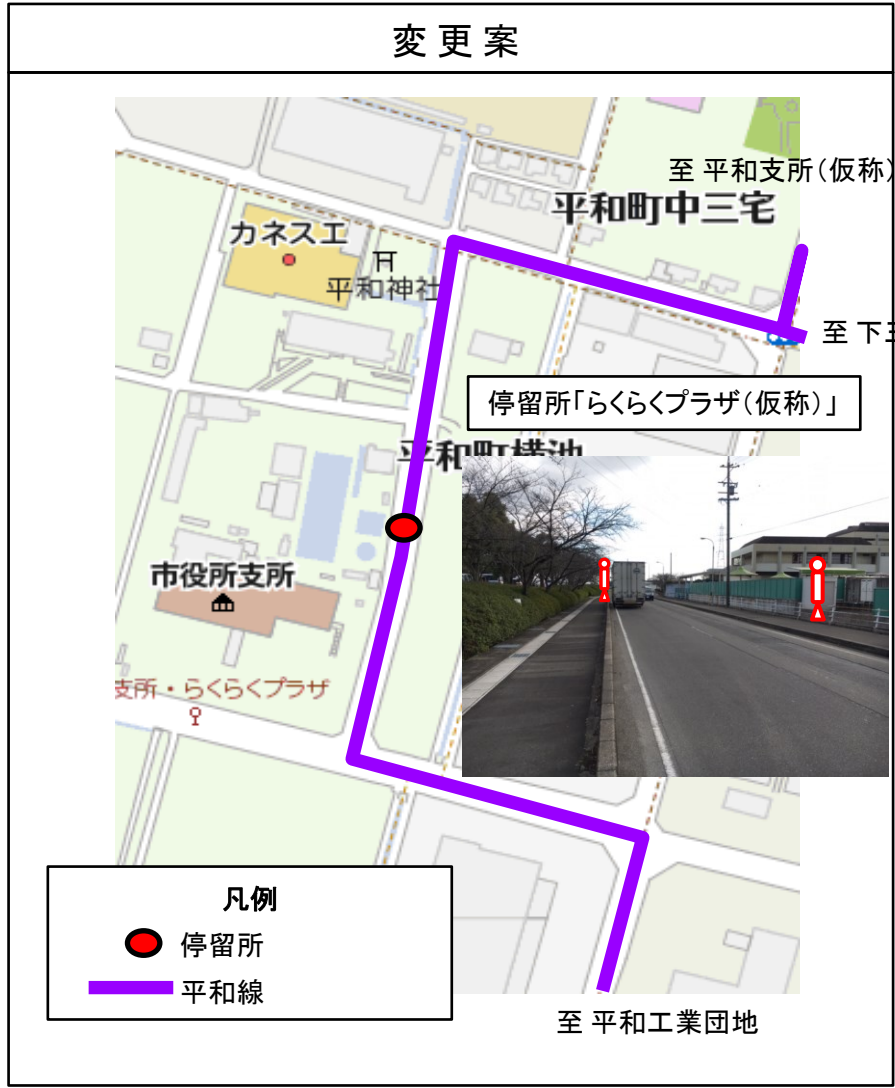 変更案
至 平和支所(仮称)
平和町中三宅
カネスエ
平和神社
至 下三
停留所「らくらくプラザ(仮称)」
平和町横池
市役所支所
支所・らくらくプラザ
凡例
停留所
平和線
至 平和工業団地